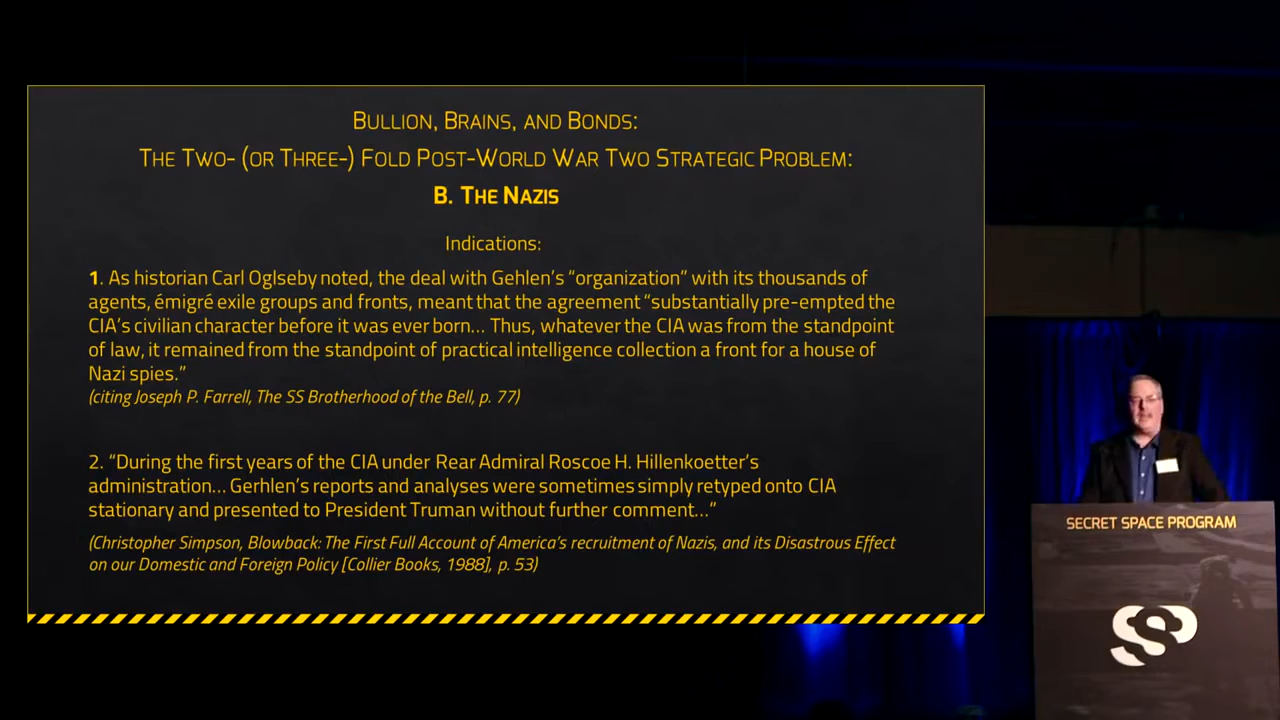 BULLION, BRAINS, AND BONDS:
THE TWO- (OR THREE-) FOLD POST-WORLD WAR TWO STRATEGIC PROBLEM:
B. THE NAZIS
Indications:
1. As historian Carl Oglseby noted, the deal with Gehlen’s “organization” with its thousands of
agents, émigré exile groups and fronts, meant that the agreement “substantially pre-empted the
CIA’s civilian character before it was ever born... Thus, whatever the CIA was from the standpoint
of law, it remained from the standpoint of practical intelligence collection a front for a house of
Nazi spies.”
(citing Joseph P. Farrell, The SS Brotherhood of the Bell, p. 77)
2. “During the first years of the CIA under Rear Admiral Roscoe H. Hillenkoetter’s
administration... Gerhlen’s reports and analyses were sometimes simply retyped onto CIA
stationary and presented to President Truman without further comment...”
(Christopher Simpson, Blowback: The First Full Account of America’s recruitment of Nazis, and its Disastrous Effect
on our Domestic and Foreign Policy [Collier Books, 1988], p. 53)
SECRET SPACE PROGRAM
SSP